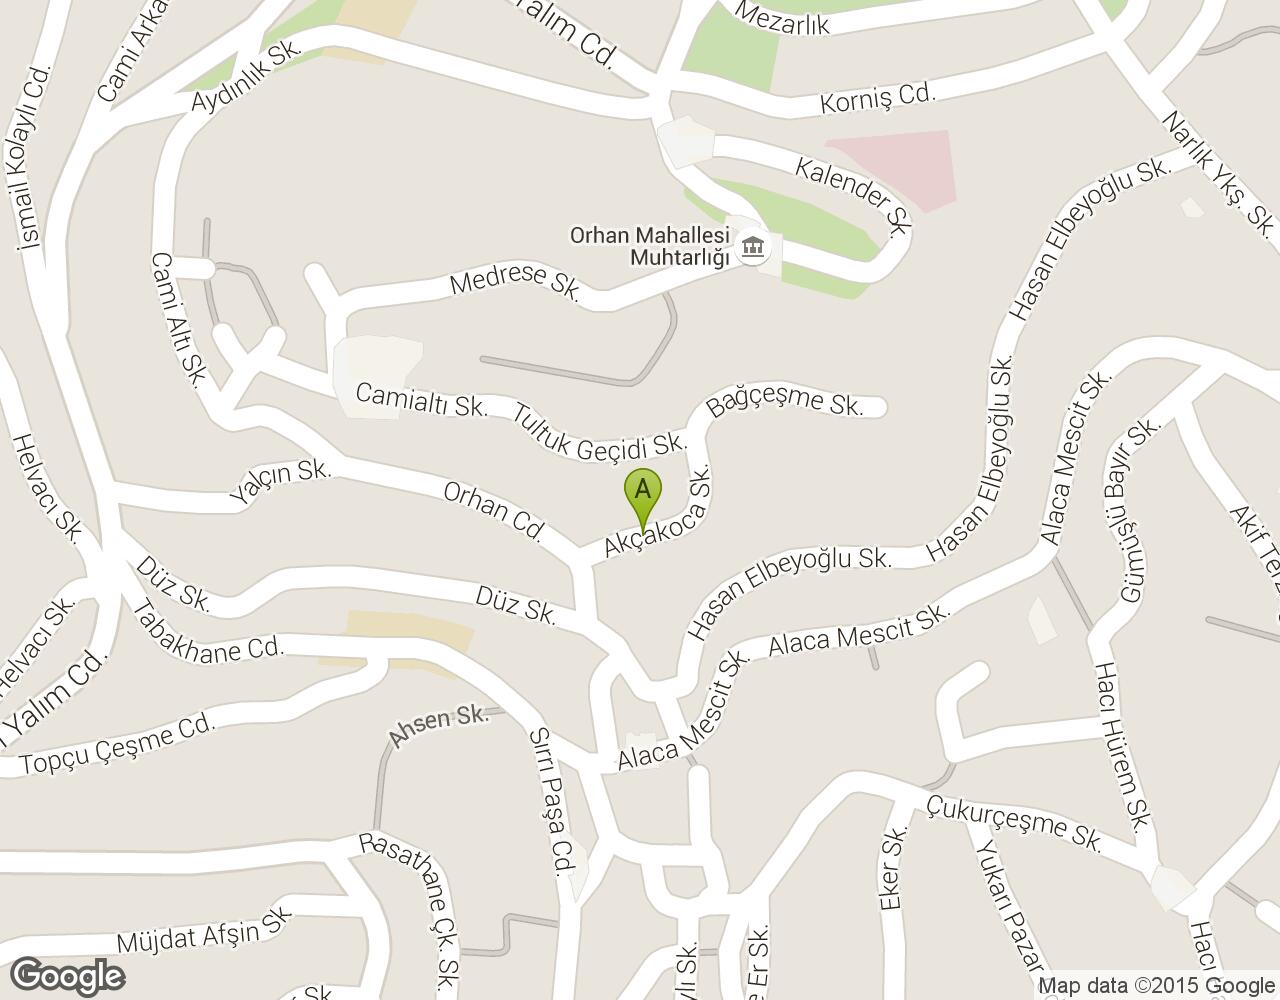 Mezarlık
Yalım Cd.
Cami Arka
Aydınlık Sk.
Korniş Cd.
İsmail Kolaylı Cd.
Narlık Ykş. Sk.
Kalender Sk.
Hasan Elbeyoğlu Sk.
Orhan Mahallesi
Muhtarlığı
Medrese Sk.
Cami Altı Sk.
Camialtı Sk.
Bağçeşme Sk.
Hasan Elbeyoğlu Sk.
Alaca Mescit Sk.
Tultuk Geçidi Sk.
Gümüşlü Bayır Sk.
Helvacı Sk.
Yalçın Sk.
A
Orhan Cd.
Akçakoca Sk.
Hasan Elbeyoğlu Sk.
Akif
Düz Sk.
Düz Sk.
Tabakhane Cd.
Alaca Mescit Sk.
Helvacı Sk.
Yalım Cd.
Alaca Mescit Sk.
Hacı Hürem Sk.
Topçu Çeşme Cd.
Ahsen Sk.
Sırrı Paşa Cd.
Çukurçeşme Sk.
Rasathane Çk. Sk.
Eker Sk.
Yukarı Pazar
Müjdat Afşin Sk.
Er Sk.
Hacı
Sk.
Google
Map data ©2015 Google